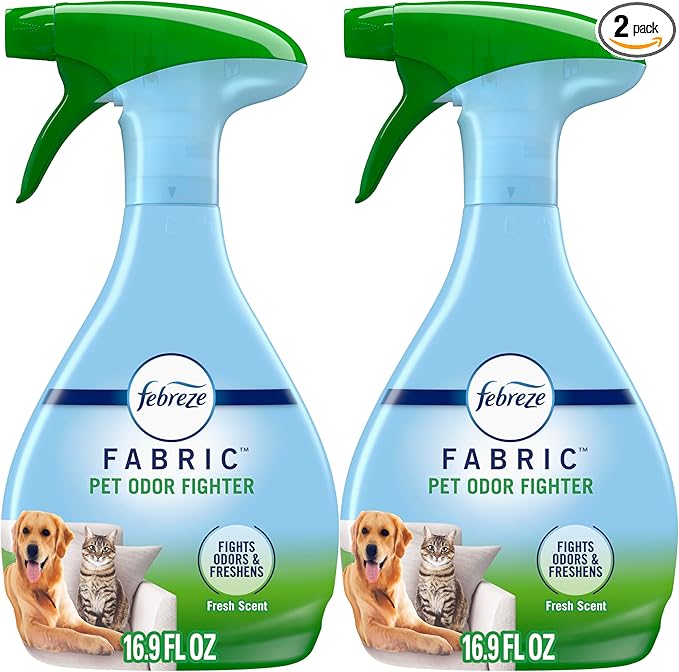 2 pack
febreze
FABRIC™
PET ODOR FIGHTER
FIGHTS
ODORS &
FRESHENS
Fresh Scent
16.9 FL OZ
febreze
FABRIC™
PET ODOR FIGHTER
FIGHTS
ODORS &
FRESHENS
Fresh Scent
16.9 FL OZ